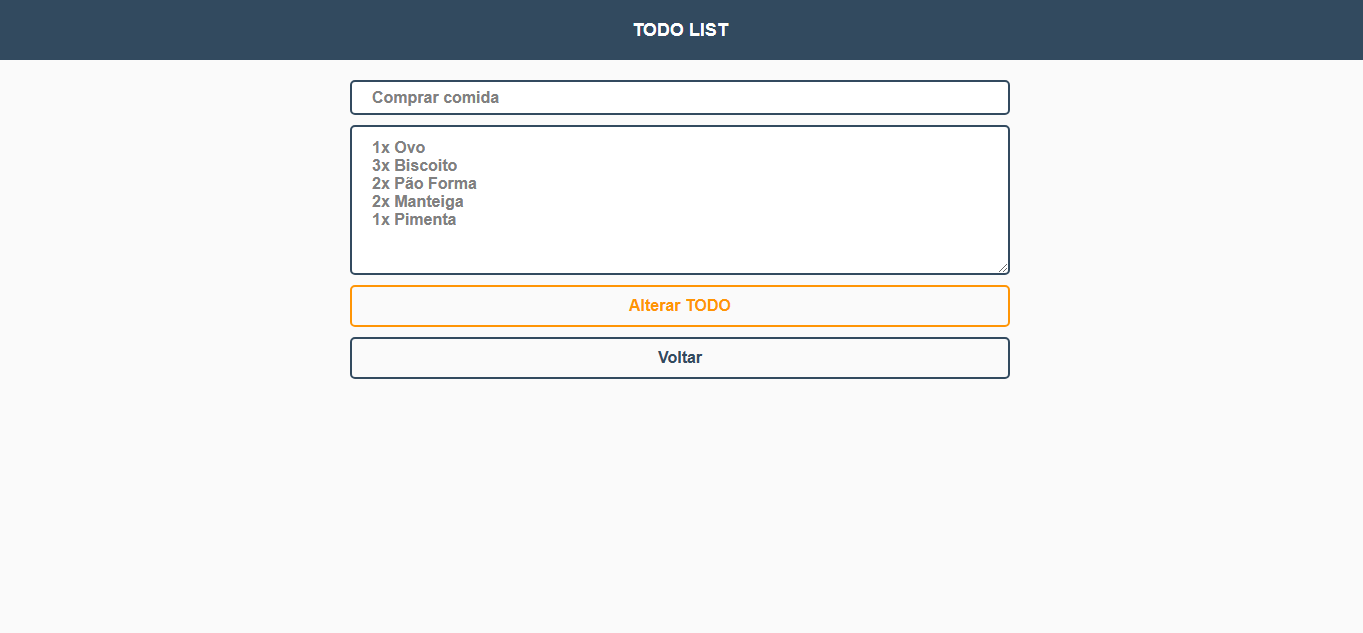 TODO LIST
Comprar comida
1x Ovo
3x Biscoito
2x Pão Forma
2x Manteiga
1x Pimenta
Alterar TODO
Voltar